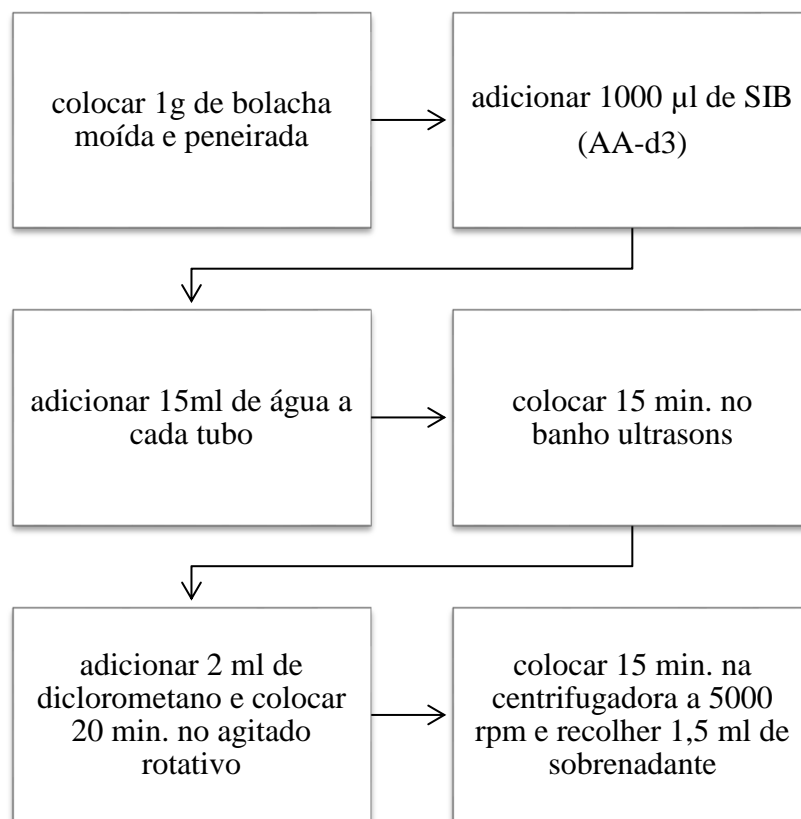 colocar 1g de bolacha
moída e peneirada
adicionar 1000 µl de SIB
(AA-d3)
adicionar 15ml de água a
cada tubo
colocar 15 min. no
banho ultrasons
adicionar 2 ml de
diclorometano e colocar
20 min. no agitado
rotativo
colocar 15 min. na
centrifugadora a 5000
rpm e recolher 1,5 ml de
sobrenadante